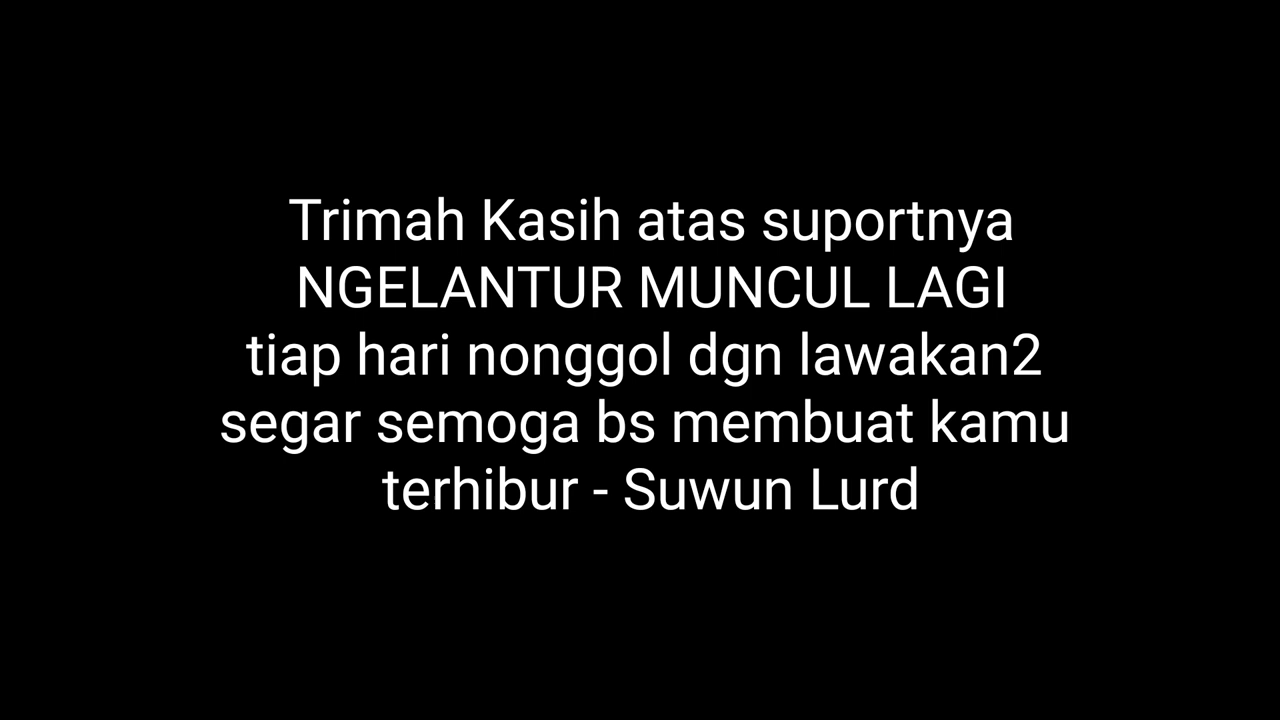 Trimah Kasih atas suportnya
NGELANTUR MUNCUL LAGI
tiap hari nonggol dgn lawakan2
segar semoga bs membuat kamu
terhibur - Suwun Lurd